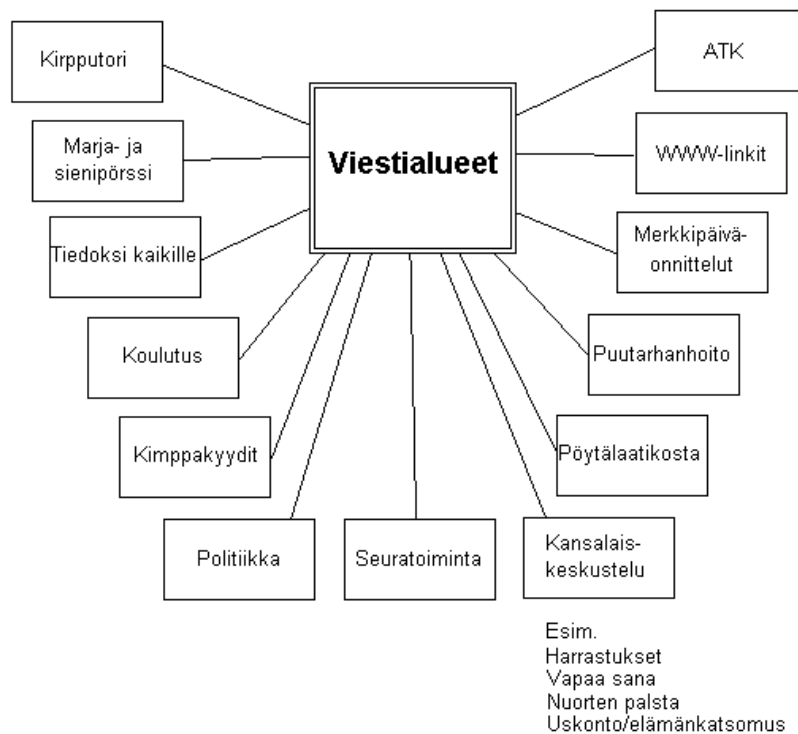 Kirpputori
ATK
Marja- ja
sienipörssi
Viestialueet
WWW-linkit
Tiedoksi kaikille
Merkkipäivä-
onnittelut
Koulutus
Puutarhanhoito
Kimppakyydit
Pöytälaatikosta
Politiikka
Seuratoiminta
Kansalais-
keskustelu
Esim.
Harrastukset
Vapaa sana
Nuorten palsta
Uskonto/elämänkatsomus